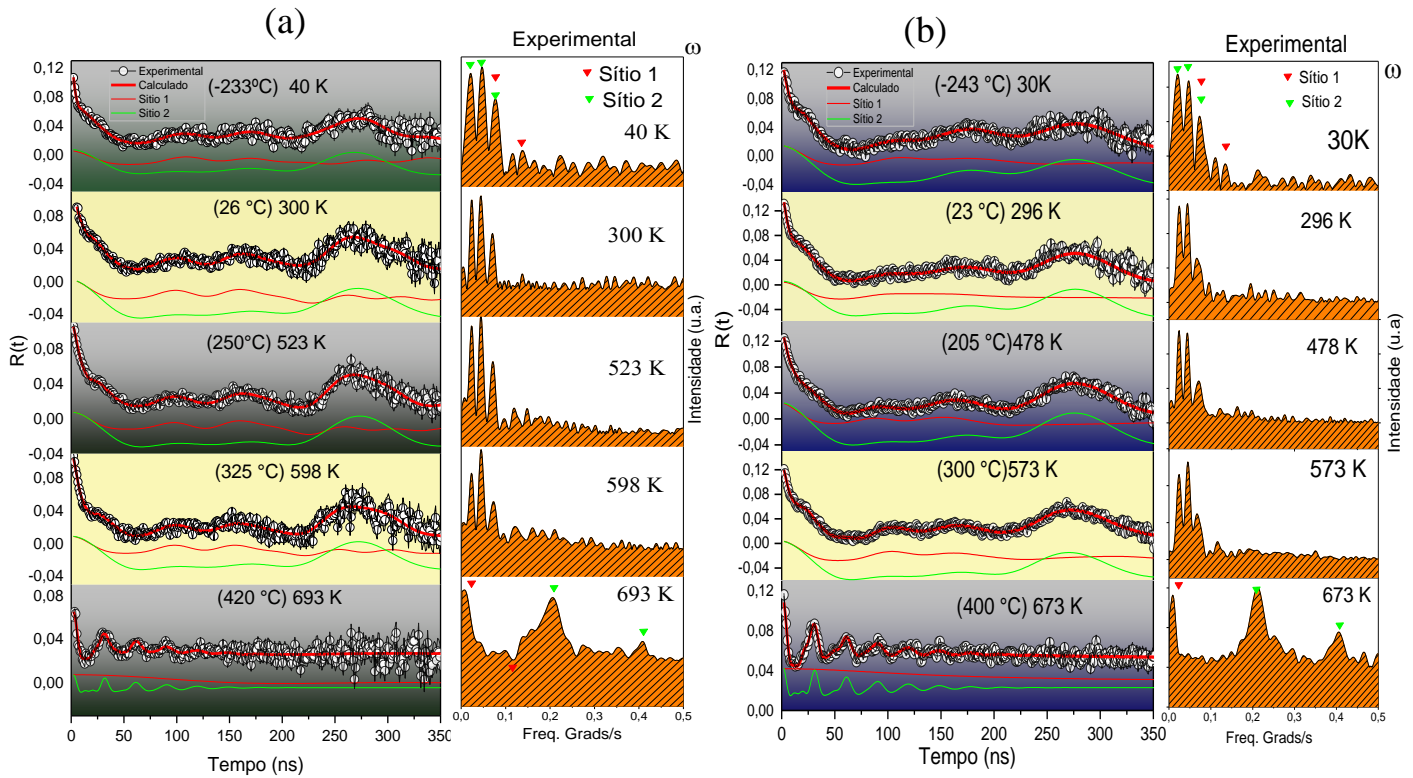 (a)
Experimental
ω
0,12
0,08
0,04
0,00
-0,04
Experimental
Calculado
Sítio 1
Sítio 2
(-233ºC) 40 K
Sítio 1
Sítio 2
40 K
0,08
0,04
0,00
-0,04
(26 °C) 300 K
300 K
0,08
0,04
0,00
-0,04
(250°C) 523 K
523 K
0,08
0,04
0,00
-0,04
(325 °C) 598 K
598 K
0,08
0,04
0,00
(420 °C) 693 K
693 K
R(t)
Intensidade (u.a.)
0 50 100 150 200 250 300 350
Tempo (ns)
0,0 0,1 0,2 0,3 0,4 0,5
Freq. Grads/s
(b)
Experimental
ω
0,12
0,08
0,04
0,00
-0,04
Experimental
Calculado
Sítio 1
Sítio 2
(-243 °C) 30K
Sítio 1
Sítio 2
30K
0,12
0,08
0,04
0,00
-0,04
(23 °C) 296 K
296 K
0,12
0,08
0,04
0,00
-0,04
(205 °C)478 K
478 K
0,12
0,08
0,04
0,00
-0,04
(300 °C)573 K
573 K
0,12
0,08
0,04
0,00
(400 °C) 673 K
673 K
R(t)
Intensidade (u.a)
0 50 100 150 200 250 300 350
Tempo (ns)
0,0 0,1 0,2 0,3 0,4 0,5
Freq. Grads/s